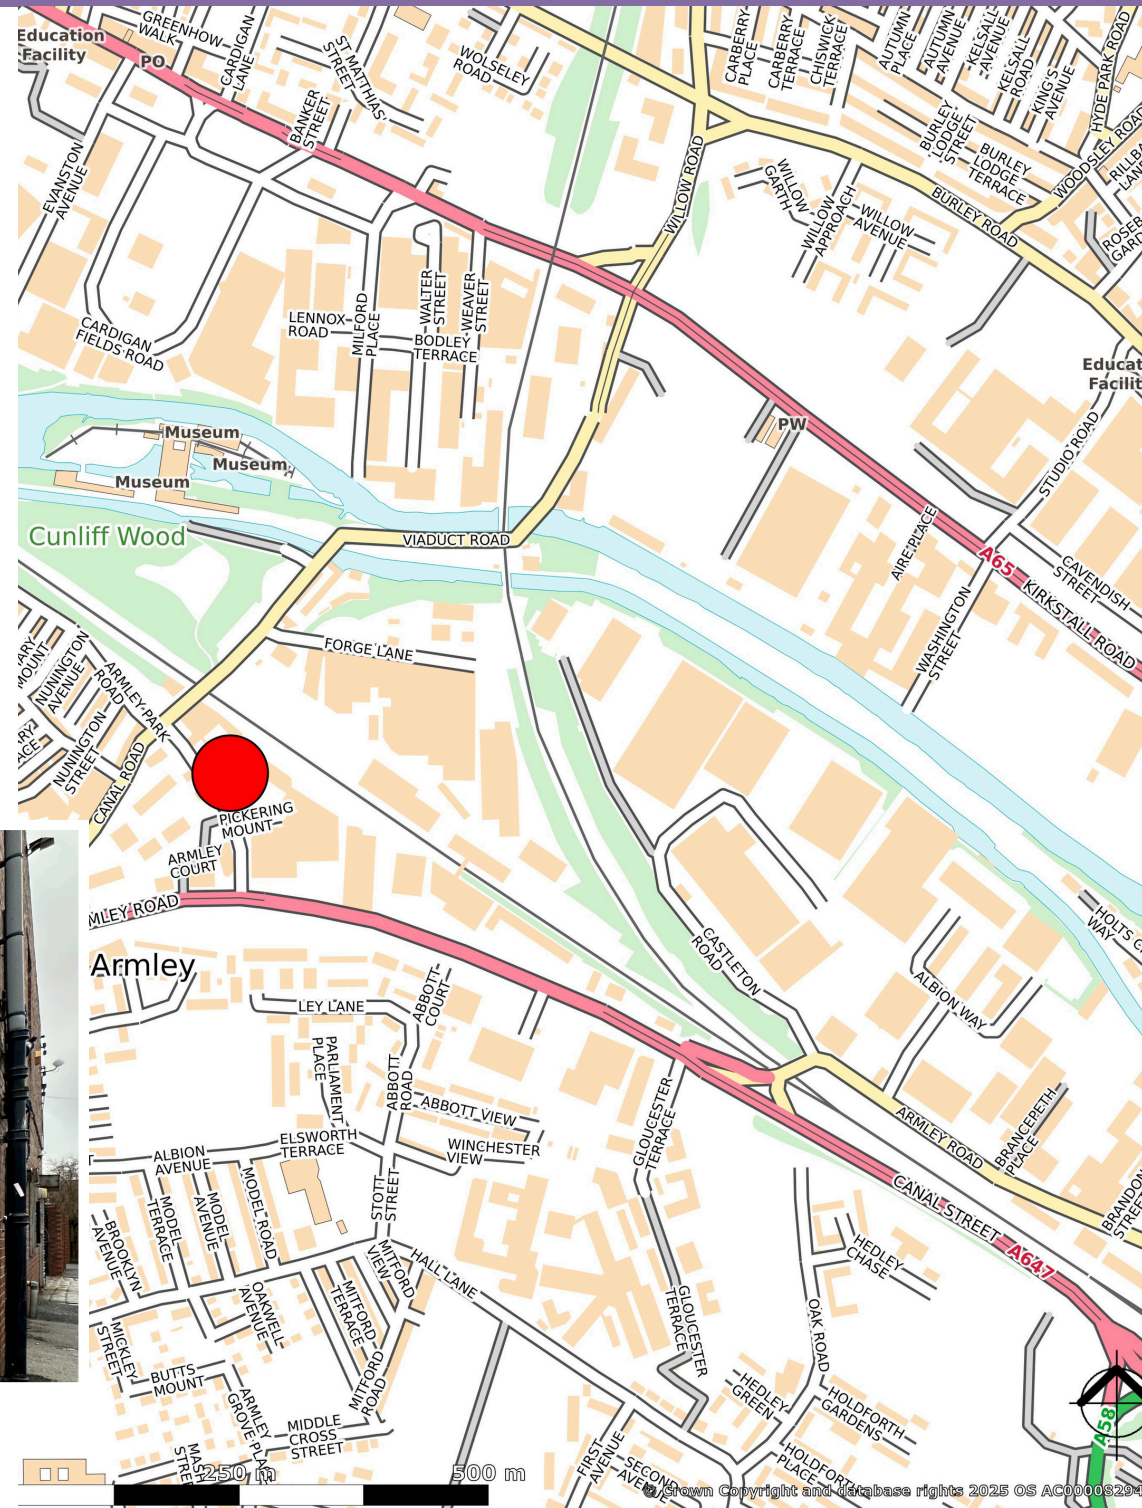 Education
Facility
GREENHOW
WALK
PO
CARDIGAN
LANE
ST MATTHIAS'
STREET
BANKER
STREET
WOLSELEY
ROAD
CARBERRY
PLACE
CARBERRY
TERRACE
CHISWICK
TERRACE
AUTUMN
PLACE
AUTUMN
AVENUE
KELSALL
AVENUE
KELSALL
ROAD
KING'S
AVENUE
HYDE PARK ROAD
BURLEY
LODGE
STREET
BURLEY
LODGE
TERRACE
WOODSLEY ROAD
EVANSTON
AVENUE
WILLOW ROAD
WILLOW
GARTH
WILLOW
APPROACH
WILLOW
AVENUE
BURLEY ROAD
CARDIGAN
FIELDS ROAD
LENNOX
ROAD
MILFORD
PLACE
WALTER
STREET
WEAVER
STREET
BODLEY
TERRACE
Museum
Museum
Museum
PW
STUDIO ROAD
Cunliff Wood
VIADUCT ROAD
AIRE PLACE
A65
KIRKSTALL ROAD
CAVENDISH
STREET
WASHINGTON
STREET
FORGE LANE
NUNINGTON
AVENUE
ARMLEY PARK
ROAD
NUNINGTON
STREET
CANAL ROAD
PICKERING
MOUNT
ARMLEY
COURT
MLEY ROAD
Armley
CASTLETON
ROAD
ALBION WAY
LEY LANE
ABBOTT
COURT
PARLIAMENT
PLACE
ABBOTT
ROAD
ABBOTT VIEW
WINCHESTER
VIEW
GLOUCESTER
TERRACE
ARMLEY ROAD
BRANCEPETH
PLACE
ALBION
AVENUE
ELSWORTH
TERRACE
MODEL
TERRACE
MODEL
AVENUE
MODEL ROAD
STOTT
STREET
CANAL STREET
A647
BROOKLYN
AVENUE
MITFORD
VIEW
HALL LANE
HEDLEY
CHASE
OAKWELL
AVENUE
MITFORD
TERRACE
GLOUCESTER
TERRACE
OAK ROAD
MICKLEY
STREET
BUTTS
MOUNT
ARMLEY
GROVE PLACE
MITFORD
ROAD
MIDDLE
CROSS
STREET
HEDLEY
GREEN
HOLDFORTH
GARDENS
HOLDFORTH
PLACE
FIRST
AVENUE
SECOND
AVENUE
A58
250 m
500 m
© Crown Copyright and database rights 2025 OS